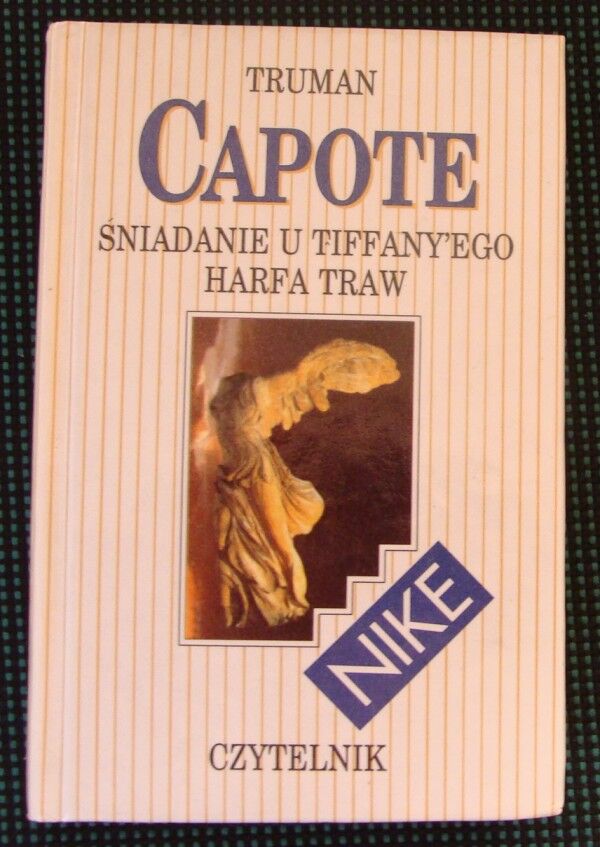 TRUMAN
CAPOTE
ŚNIADANIE U TIFFANY'EGO
HARFA TRAW
NIKE
CZYTELNIK